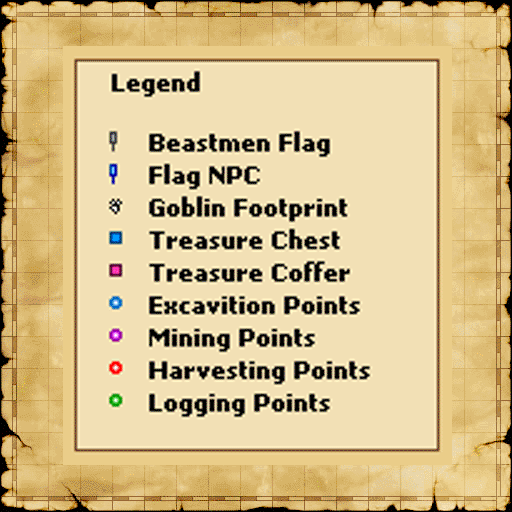 Legend
Beastmen Flag
Flag NPC
Goblin Footprint
Treasure Chest
Treasure Coffer
Excavition Points
Mining Points
Harvesting Points
Logging Points